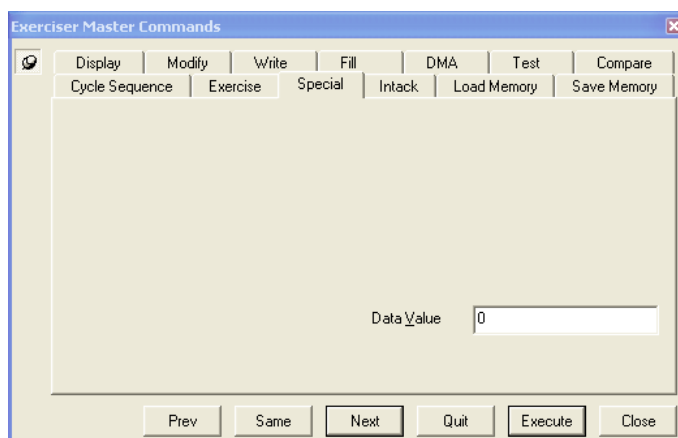 Exerciser Master Commands
Display Modify Write Fill DMA Test Compare
Cycle Sequence Exercise Special Intack Load Memory Save Memory
Data Value 0
Prev Same Next Quit Execute Close